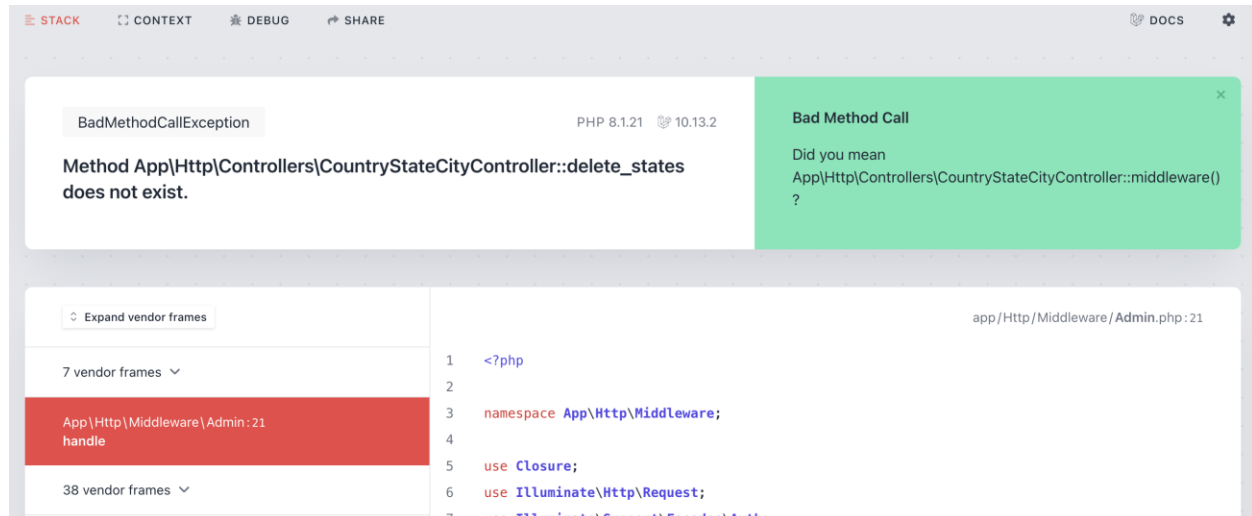 STACK CONTEXT DEBUG SHARE DOCS
BadMethodCallException PHP 8.1.21 10.13.2
Method App\Http\Controllers\CountryStateCityController::delete_states
does not exist.
Bad Method Call
Did you mean
App\Http\Controllers\CountryStateCityController::middleware()
?
Expand vendor frames
7 vendor frames
App\Http\Middleware\Admin:21
handle
38 vendor frames
app/Http/Middleware/Admin.php:21
1 <?php
2
3 namespace App\Http\Middleware;
4
5 use Closure;
6 use Illuminate\Http\Request;